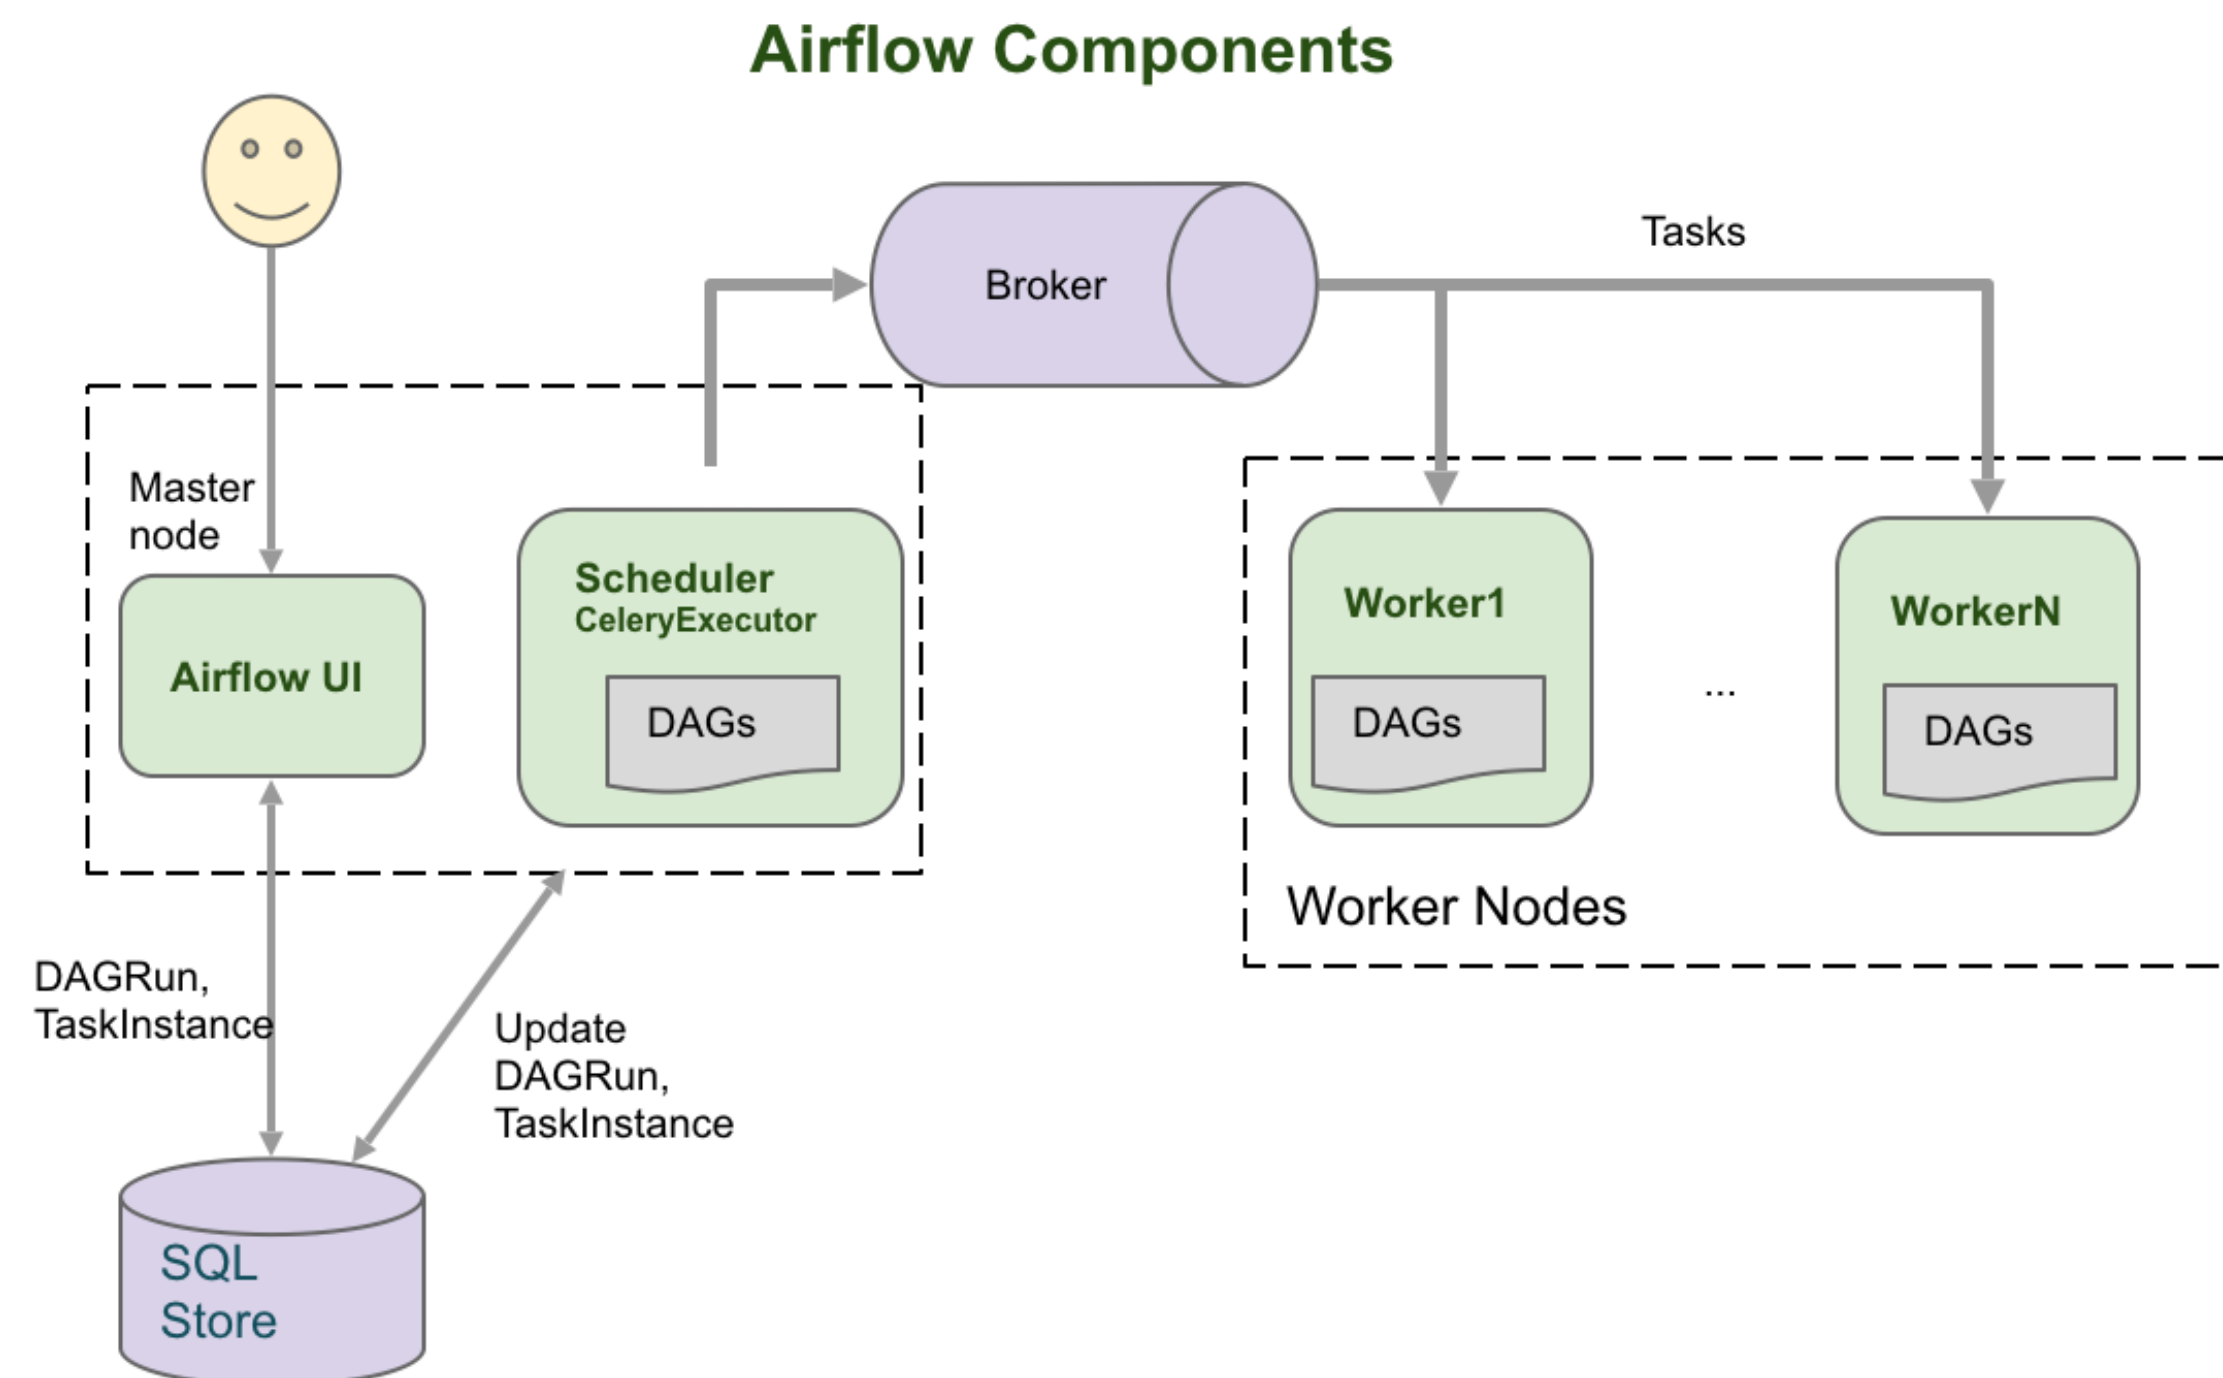 Airflow Components
Broker
Tasks
Master
node
Airflow UI
Scheduler
CeleryExecutor
DAGs
Worker1
DAGs
...
WorkerN
DAGs
Worker Nodes
DAGRun,
TaskInstance
Update
DAGRun,
TaskInstance
SQL
Store